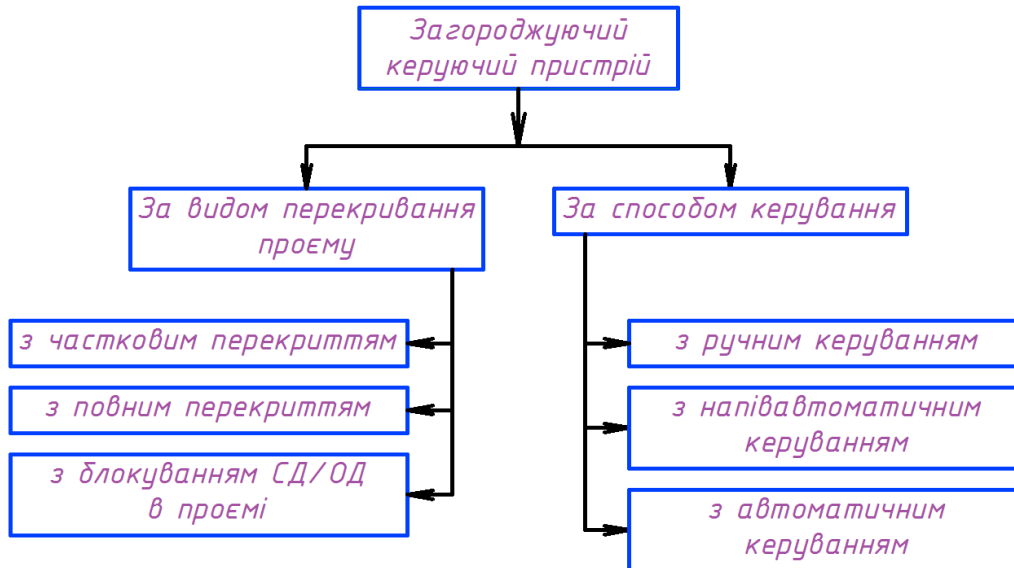 Загороджуючий
керуючий пристрій
За видом перекривання
проєму
За способом керування
з частковим перекриттям
з повним перекриттям
з блокуванням СД/ОД
в проємі
з ручним керуванням
з напівавтоматичним
керуванням
з автоматичним
керуванням